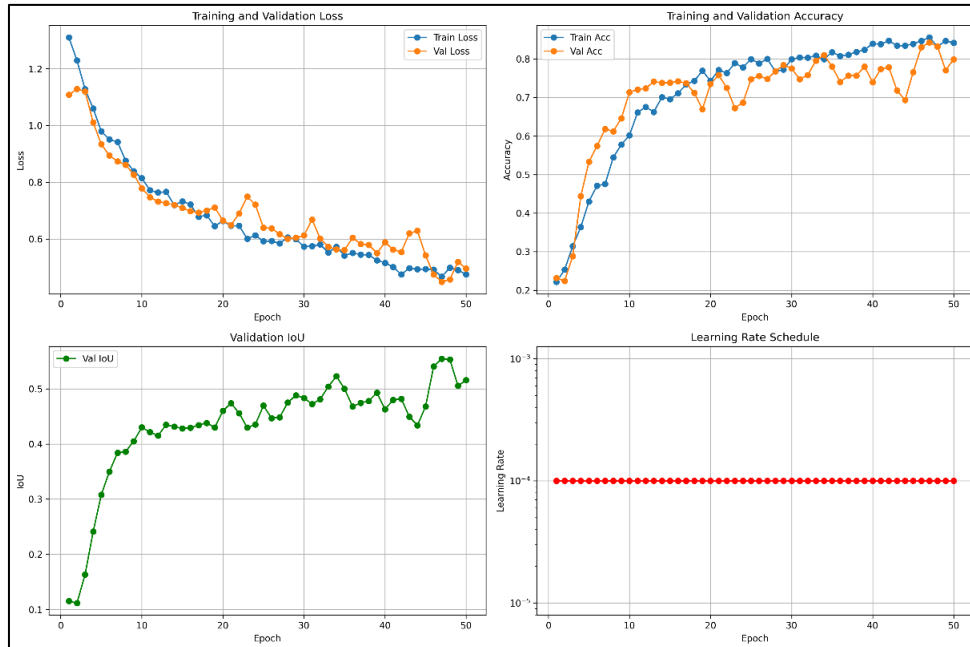 Training and Validation Loss
Train Loss
Val Loss
1.2
1.0
0.8
0.6
Loss
0
10
20
30
40
50
Epoch
Training and Validation Accuracy
Train Acc
Val Acc
0.8
0.7
0.6
0.5
0.4
0.3
0.2
Accuracy
0
10
20
30
40
50
Epoch
Validation IoU
Val IoU
0.5
0.4
0.3
0.2
0.1
IoU
0
10
20
30
40
50
Epoch
Learning Rate Schedule
10⁻³
10⁻⁴
10⁻⁵
Learning Rate
0
10
20
30
40
50
Epoch